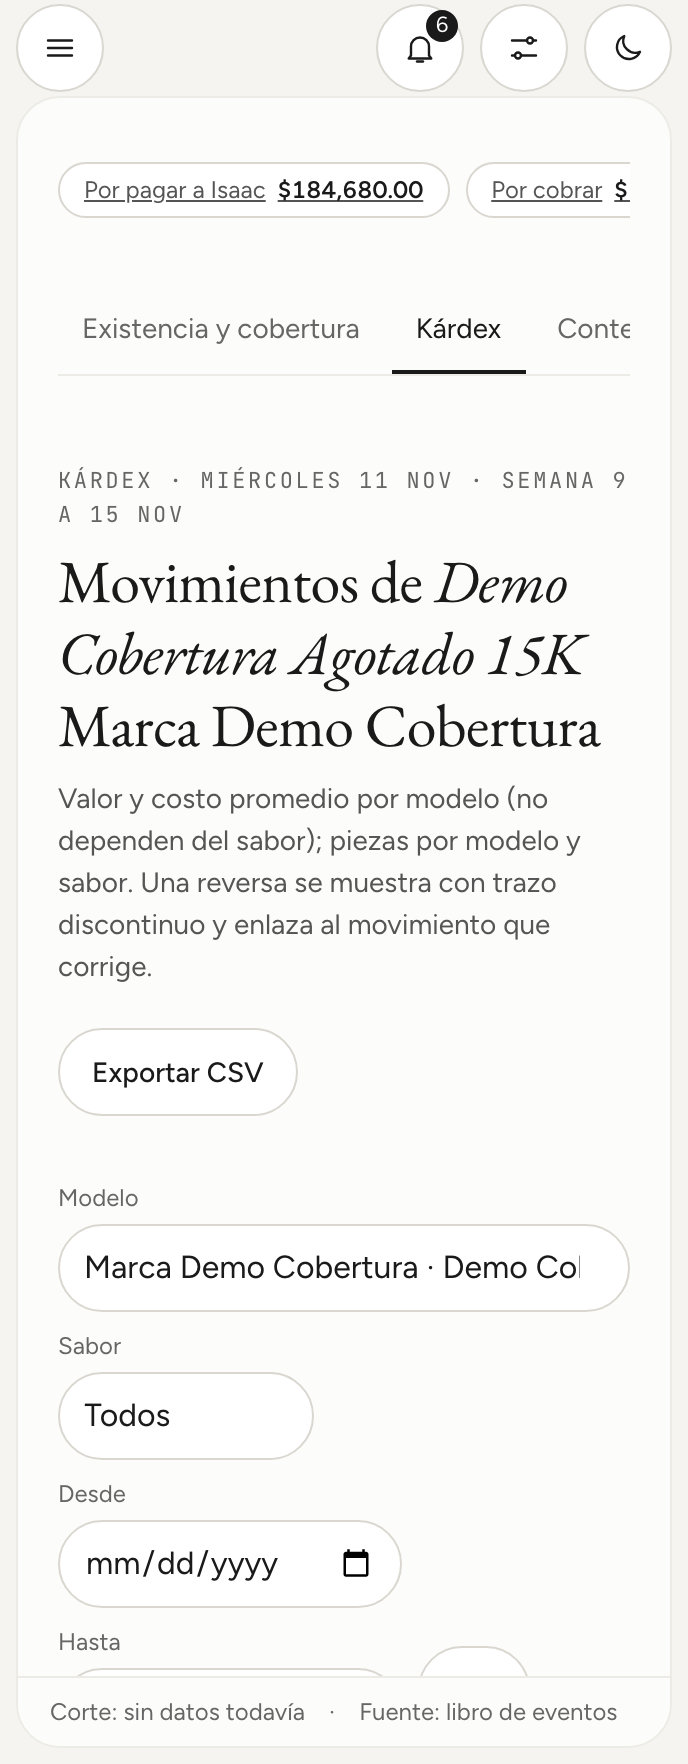 6
Por pagar a Isaac $184,680.00 Por cobrar $
Existencia y cobertura Kárdex Conte
KÁRDEX · MIÉRCOLES 11 NOV · SEMANA 9
A 15 NOV
Movimientos de Demo
Cobertura Agotado 15K
Marca Demo Cobertura
Valor y costo promedio por modelo (no
dependen del sabor); piezas por modelo y
sabor. Una reversa se muestra con trazo
discontinuo y enlaza al movimiento que
corrige.
Exportar CSV
Modelo
Marca Demo Cobertura · Demo Co
Sabor
Todos
Desde
mm/dd/yyyy
Hasta
Corte: sin datos todavía · Fuente: libro de eventos